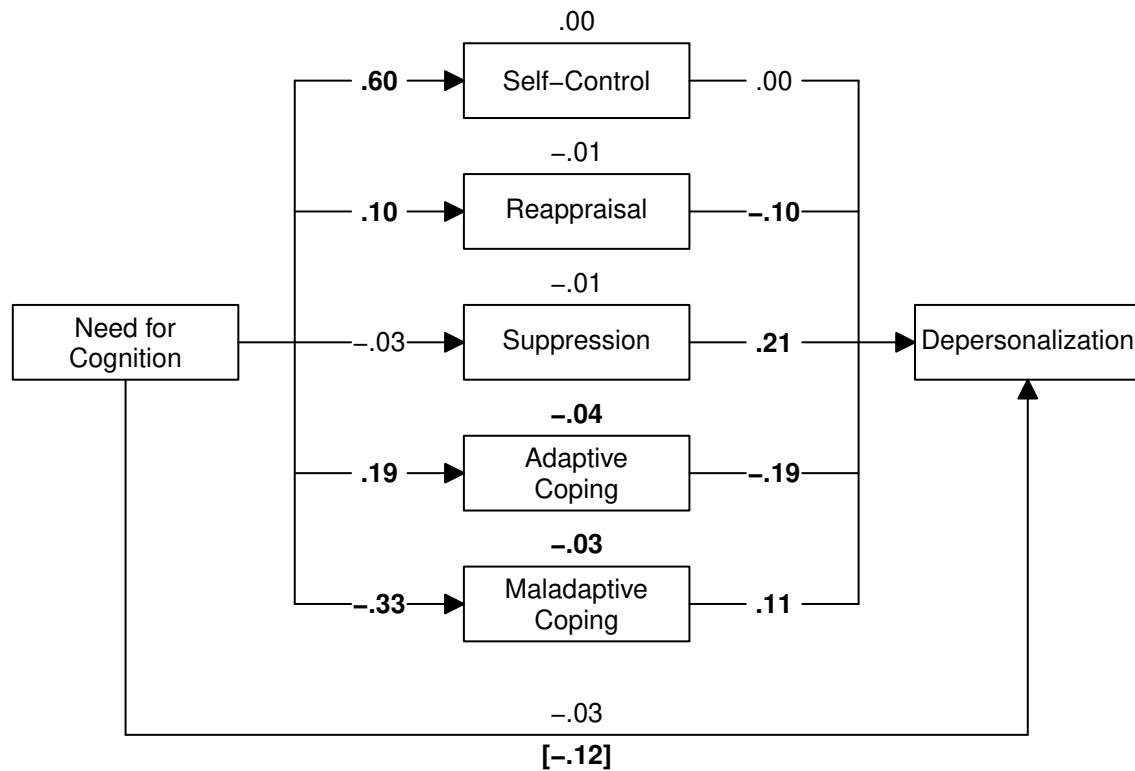 .00
.60
Self−Control
.00
−.01
.10
Reappraisal
−.10
−.01
Need for
Cognition
−.03
Suppression
.21
Depersonalization
−.04
.19
Adaptive
Coping
−.19
−.03
−.33
Maladaptive
Coping
.11
−.03
[−.12]